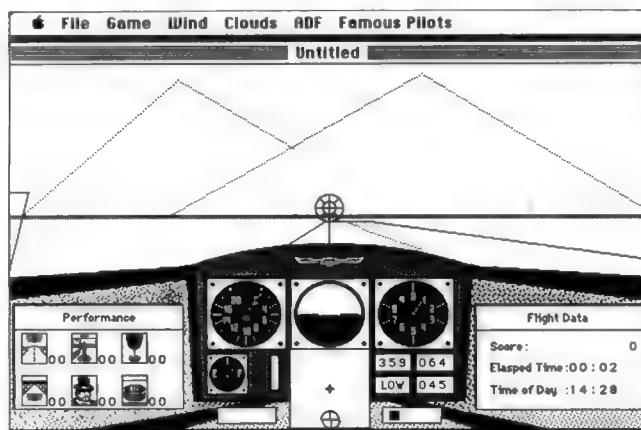 File Game Wind Clouds ADF Famous Pilots
Untitled
Performance
00 00 00
00 00 00
359 064
LOW 045
Flight Data
Score: 0
Elasped Time:00:02
Time of Day :14:28